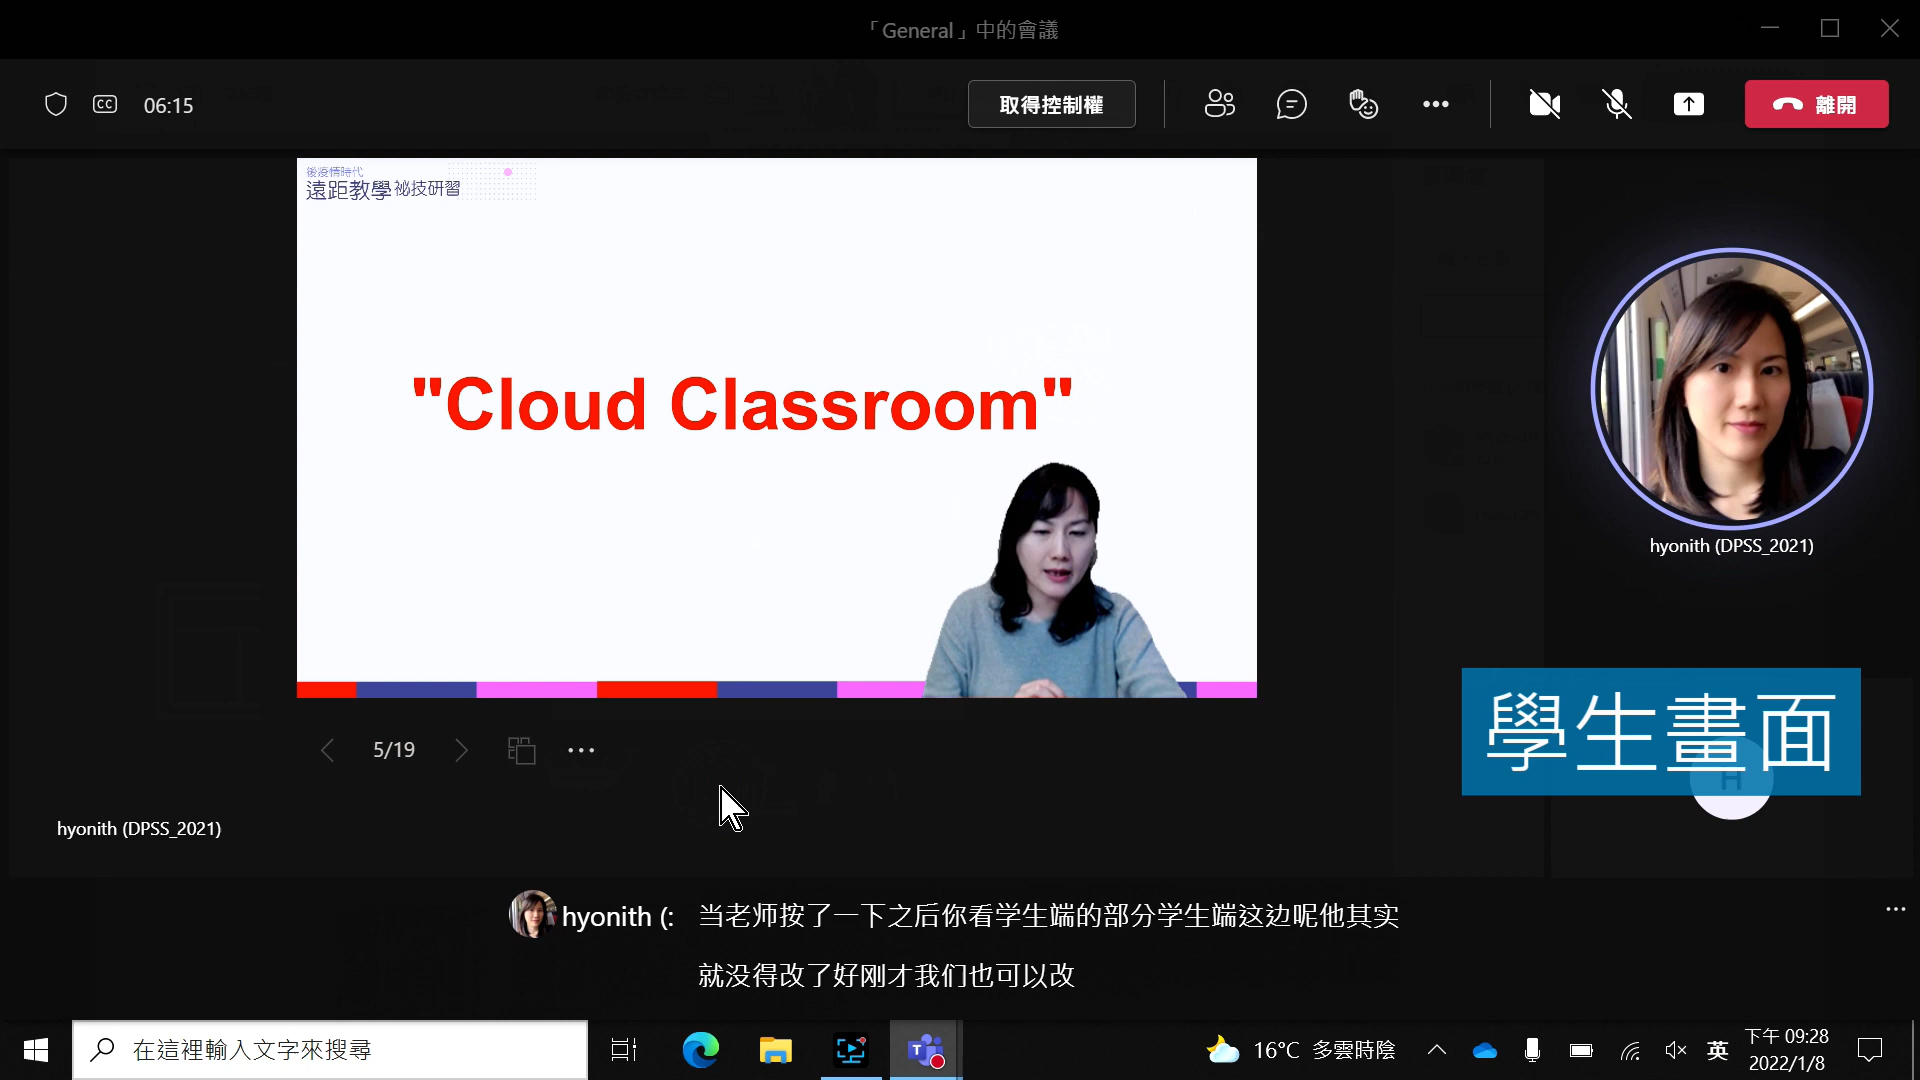 「General」中的會議
CC
06:15
取得控制權
離開
後疫情時代
遠距教學祕技研習
"Cloud Classroom"
hyonith (DPSS_2021)
學生畫面
H
5/19
hyonith (DPSS_2021)
hyonith (:
当老师按了一下之后你看学生端的部分学生端这边呢他其实
就没得改了好刚才我们也可以改
在這裡輸入文字來搜尋
T
16°C 多雲時陰
英
下午 09:28
2022/1/8